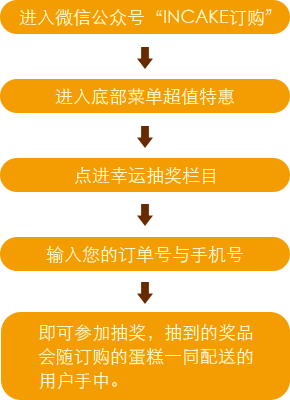 进入微信公众号“INCAKE订购”
进入底部菜单超值特惠
点进幸运抽奖栏目
输入您的订单号与手机号
即可参加抽奖，抽到的奖品
会随订购的蛋糕一同配送的
用户手中。